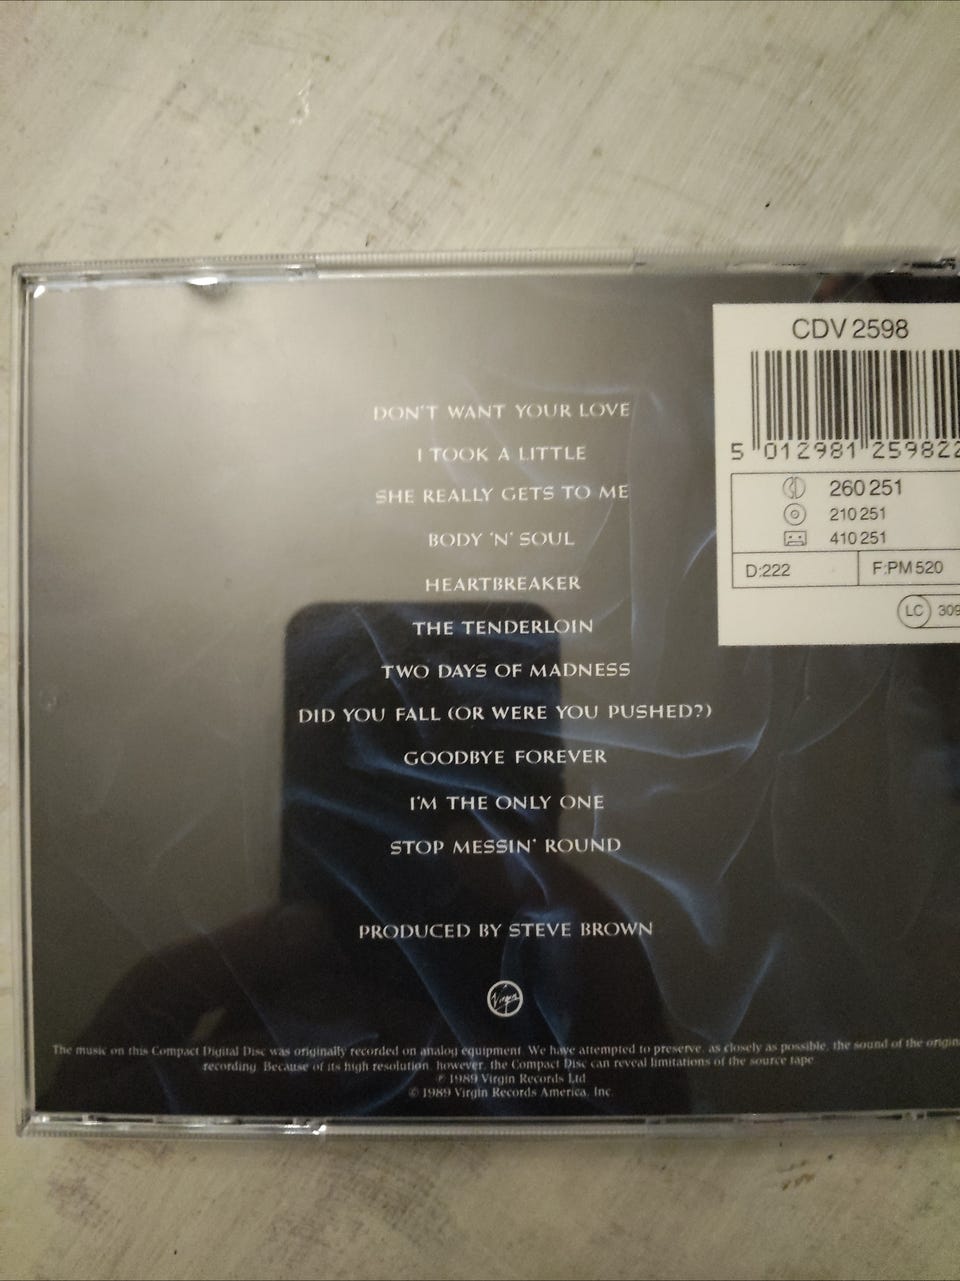 CDV 2598
5 012981 259822
260 251
210 251
410 251
D:222
F:PM 520
LC 309
DON'T WANT YOUR LOVE
I TOOK A LITTLE
SHE REALLY GETS TO ME
BODY 'N' SOUL
HEARTBREAKER
THE TENDERLOIN
TWO DAYS OF MADNESS
DID YOU FALL (OR WERE YOU PUSHED?)
GOODBYE FOREVER
I'M THE ONLY ONE
STOP MESSIN' ROUND
PRODUCED BY STEVE BROWN
Virgin
The music on this Compact Digital Disc was originally recorded on analog equipment. We have attempted to preserve, as closely as possible, the sound of the origin
recording. Because of its high resolution, however, the Compact Disc can reveal limitations of the source tape.
℗ 1989 Virgin Records Ltd
© 1989 Virgin Records America, Inc.